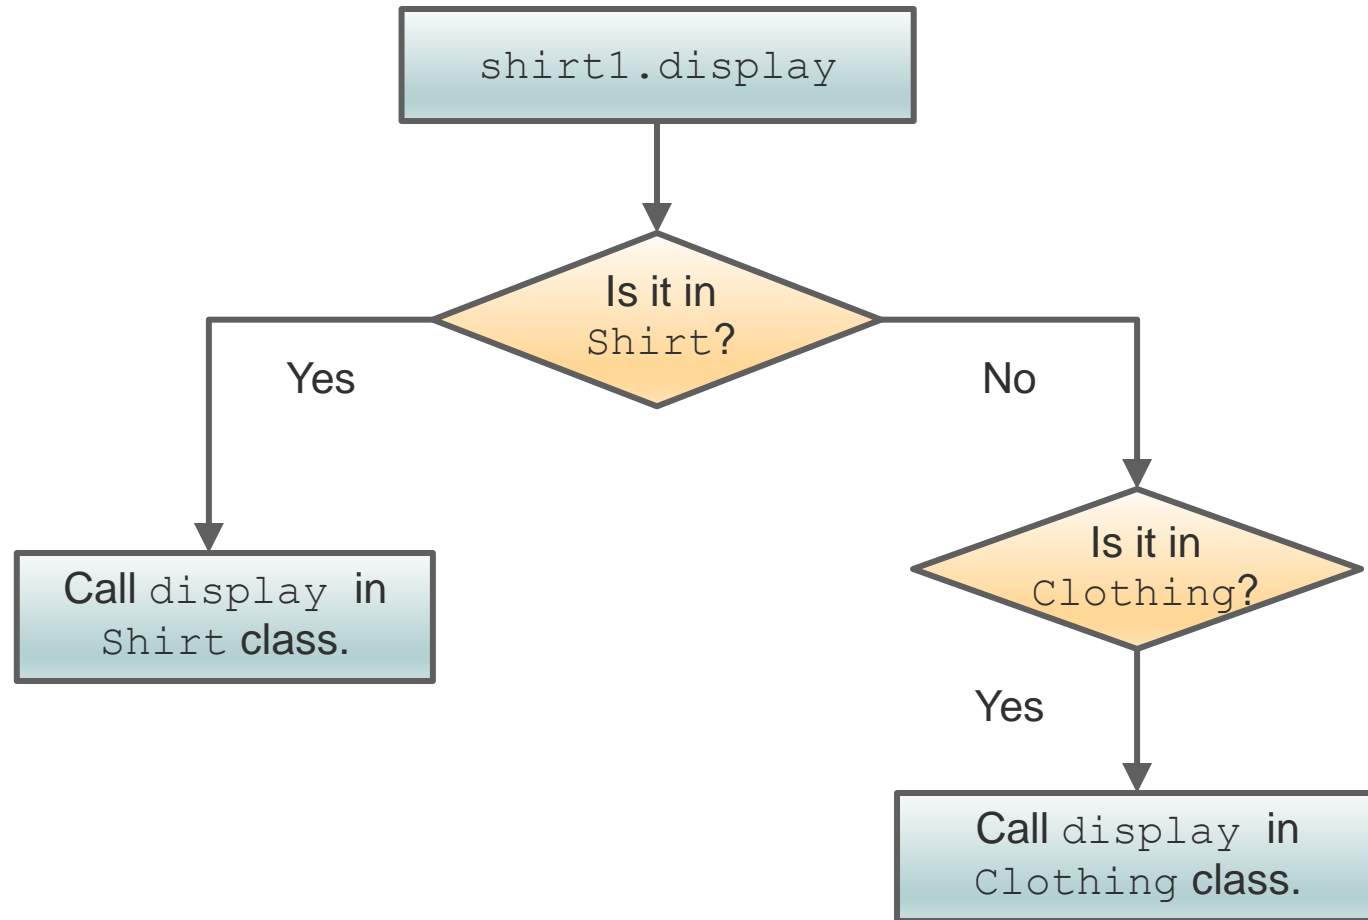 shirt1.display
Is it in
Shirt?
Yes
No
Call display in
Shirt class.
Is it in
Clothing?
Yes
Call display in
Clothing class.